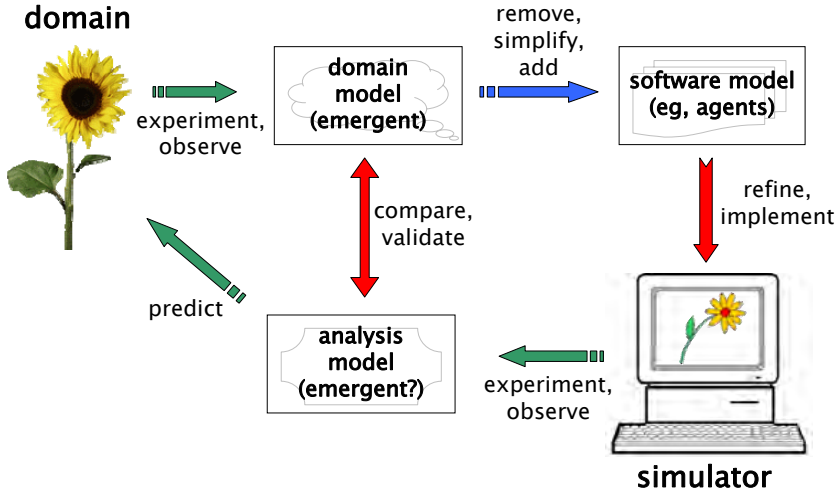 domain
experiment,
observe
domain
model
(emergent)
remove,
simplify,
add
software model
(eg, agents)
refine,
implement
simulator
experiment,
observe
analysis
model
(emergent?)
compare,
validate
predict